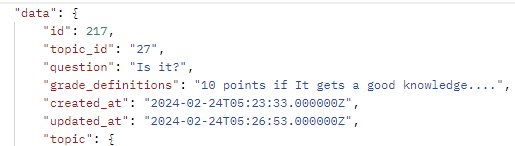 "data": {
"id": 217,
"topic_id": "27",
"question": "Is it?",
"grade_definitions": "10 points if It gets a good knowledge....",
"created_at": "2024-02-24T05:23:33.000000Z",
"updated_at": "2024-02-24T05:26:53.000000Z",
"topic": {